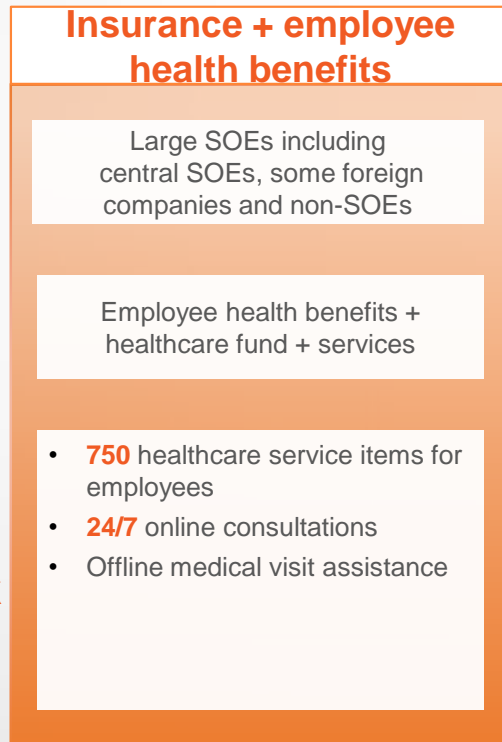 Insurance + employee
health benefits
Large SOEs including
central SOEs, some foreign
companies and non-SOEs
Employee health benefits +
healthcare fund + services
• 750 healthcare service items for
employees
• 24/7 online consultations
• Offline medical visit assistance